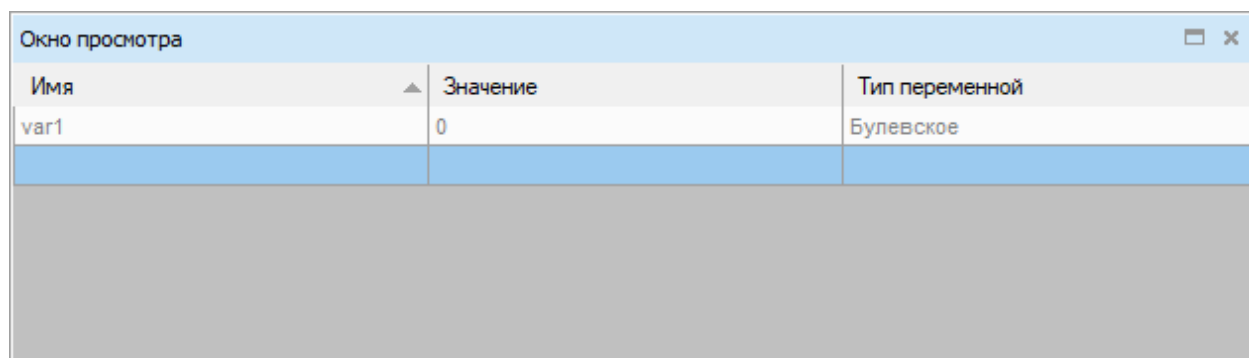 Окно просмотра
Имя Значение Тип переменной
var1 0 Булевское